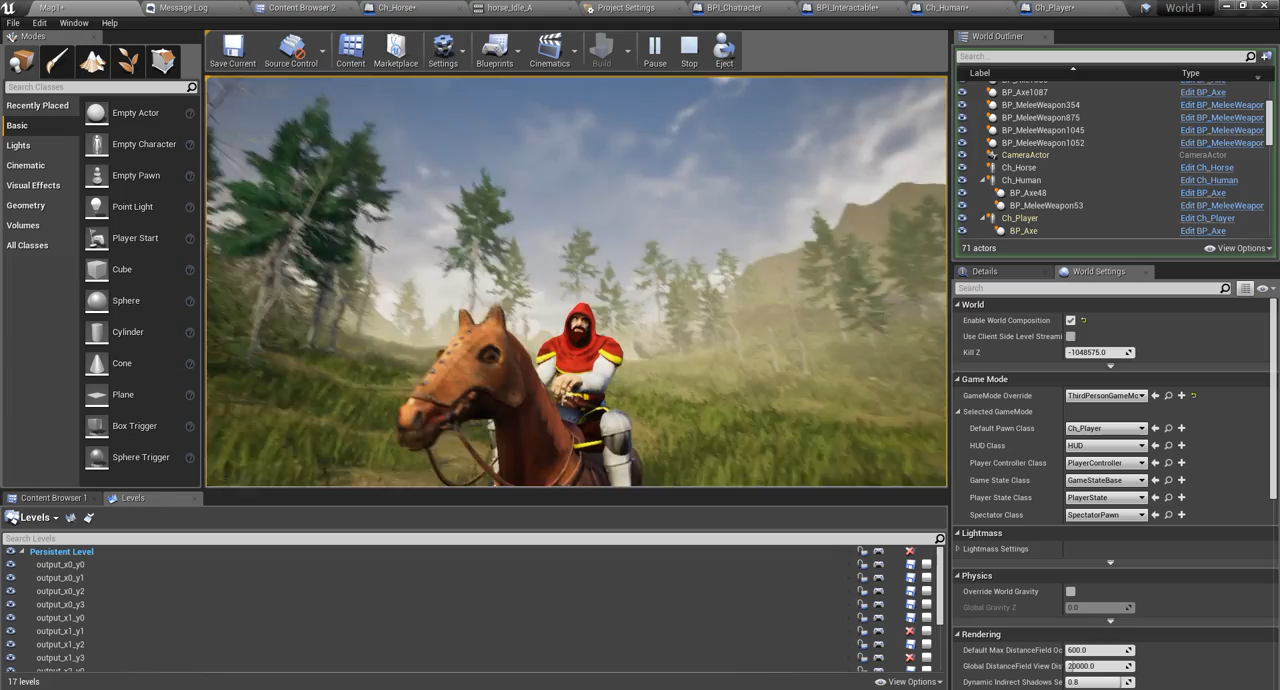 Map1*
Message Log
Content Browser 2
Ch_Horse*
horse_Idle_A
Project Settings
BPI_Chatracter
BPI_Interactable*
Ch_Human*
Ch_Player*
World 1
File Edit Window Help
Modes
Search Classes
Recently Placed
Basic
Lights
Cinematic
Visual Effects
Geometry
Volumes
All Classes
Empty Actor
Empty Character
Empty Pawn
Point Light
Player Start
Cube
Sphere
Cylinder
Cone
Plane
Box Trigger
Sphere Trigger
Save Current
Source Control
Content
Marketplace
Settings
Blueprints
Cinematics
Build
Pause
Stop
Eject
World Outliner
Search...
Label Type
BP_Axe1087 Edit BP_Axe
BP_MeleeWeapon354 Edit BP_MeleeWeapor
BP_MeleeWeapon875 Edit BP_MeleeWeapor
BP_MeleeWeapon1045 Edit BP_MeleeWeapor
BP_MeleeWeapon1052 Edit BP_MeleeWeapor
CameraActor CameraActor
Ch_Horse Edit Ch_Horse
Ch_Human Edit Ch_Human
BP_Axe48 Edit BP_Axe
BP_MeleeWeapon53 Edit BP_MeleeWeapor
Ch_Player Edit Ch_Player
BP_Axe Edit BP_Axe
71 actors View Options
Details World Settings
Search
World
Enable World Composition
Use Client Side Level Streami
Kill Z -1048575.0
Game Mode
GameMode Override ThirdPersonGameMc
Selected GameMode
Default Pawn Class Ch_Player
HUD Class HUD
Player Controller Class PlayerController
Game State Class GameStateBase
Player State Class PlayerState
Spectator Class SpectatorPawn
Lightmass
Lightmass Settings
Physics
Override World Gravity
Global Gravity Z 0.0
Rendering
Default Max DistanceField Oc 600.0
Global DistanceField View Dis 20000.0
Dynamic Indirect Shadows Se 0.8
Content Browser 1
Levels
Levels
Search Levels
Persistent Level
output_x0_y0
output_x0_y1
output_x0_y2
output_x0_y3
output_x1_y0
output_x1_y1
output_x1_y2
output_x1_y3
17 levels View Options